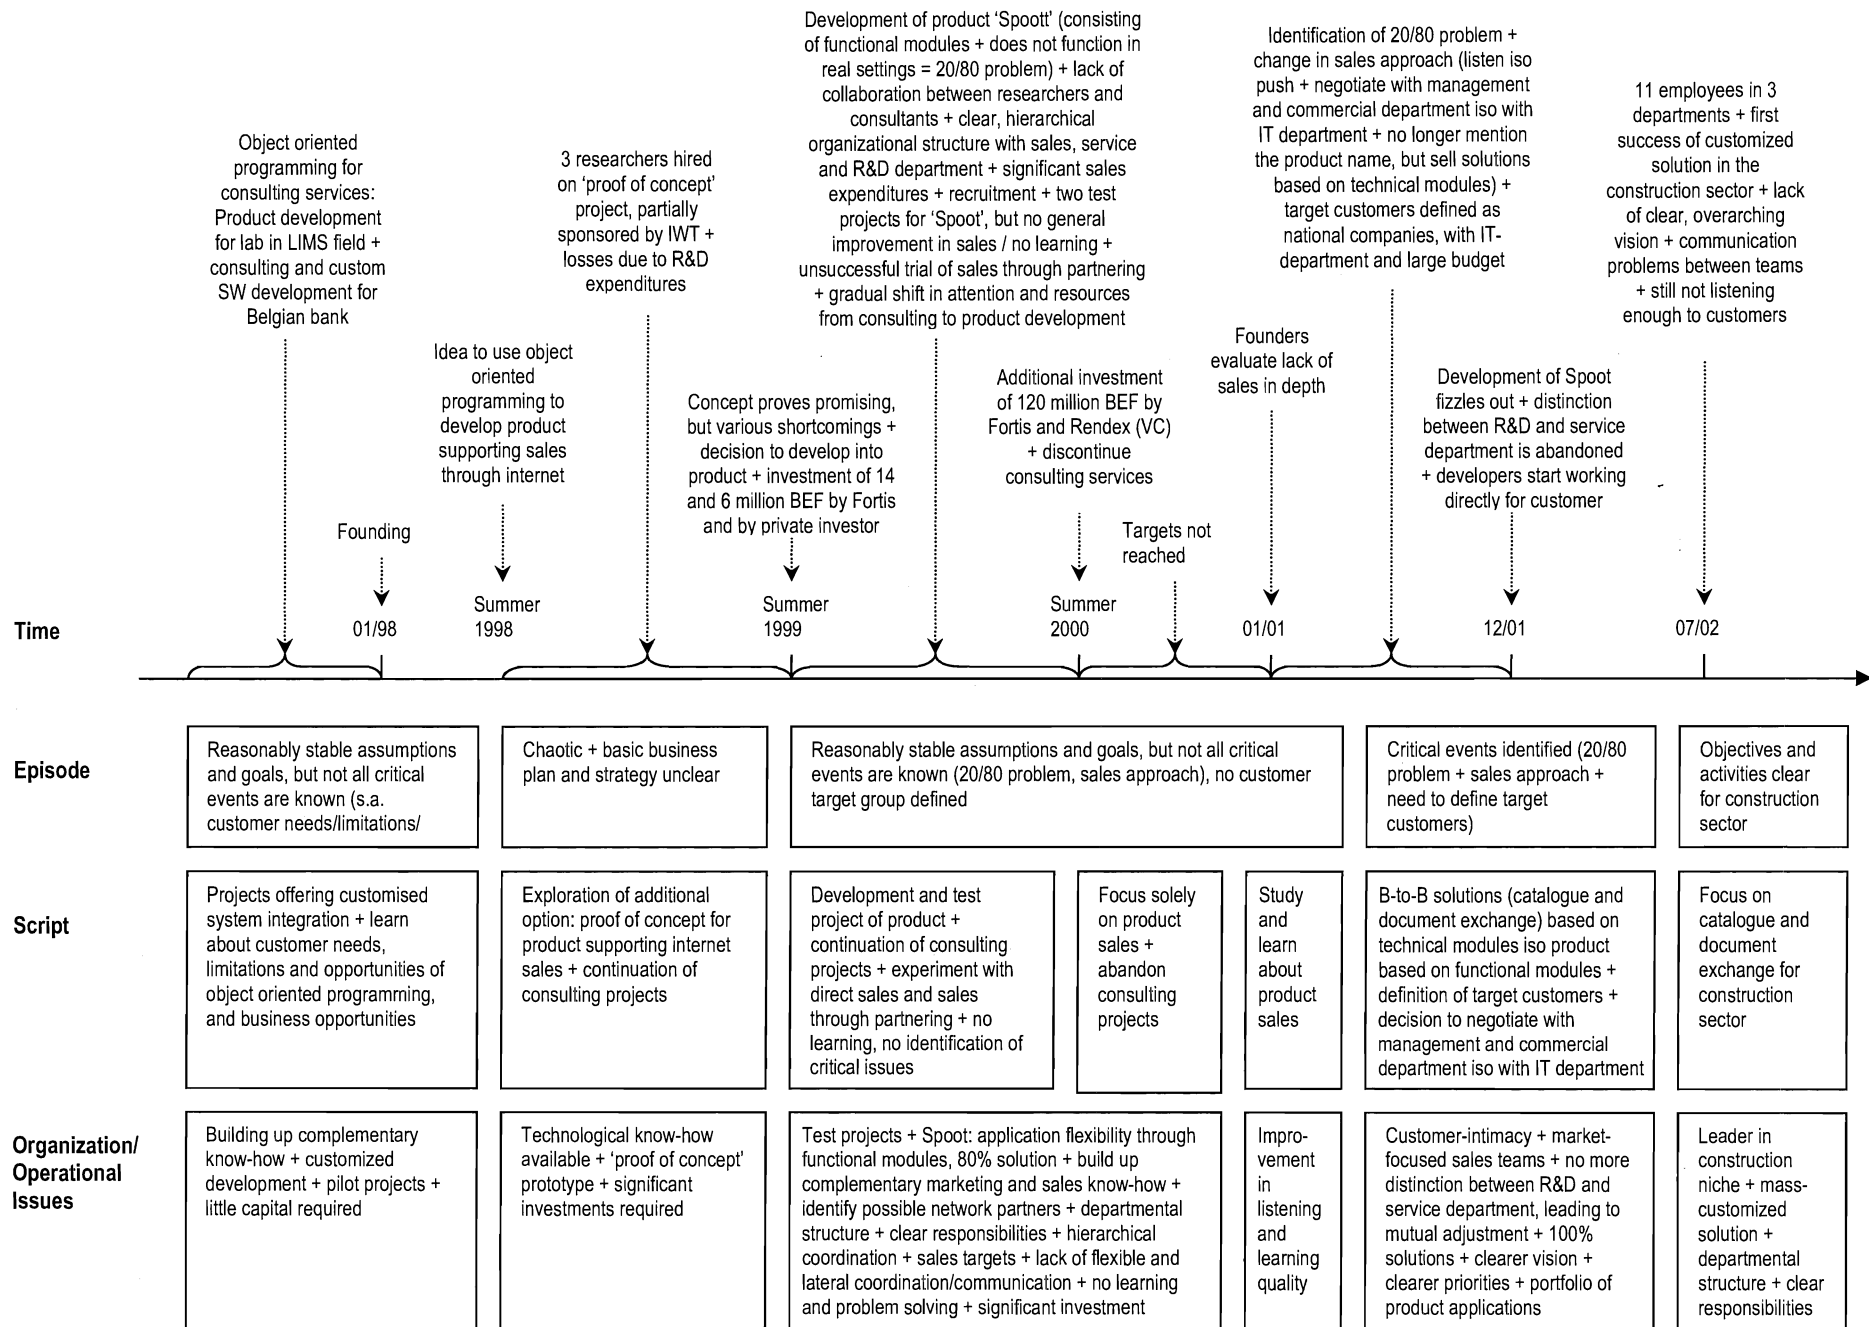 Object oriented
programming for
consulting services:
Product development
for lab in LIMS field +
consulting and custom
SW development for
Belgian bank
Founding
Idea to use object
oriented
programming to
develop product
supporting sales
through internet
3 researchers hired
on ‘proof of concept’
project, partially
sponsored by IWT +
losses due to R&D
expenditures
Concept proves promising,
but various shortcomings +
decision to develop into
product + investment of 14
and 6 million BEF by Fortis
and by private investor
Development of product ‘Spoott’ (consisting
of functional modules + does not function in
real settings = 20/80 problem) + lack of
collaboration between researchers and
consultants + clear, hierarchical
organizational structure with sales, service
and R&D department + significant sales
expenditures + recruitment + two test
projects for ‘Spoot’, but no general
improvement in sales / no learning +
unsuccessful trial of sales through partnering
+ gradual shift in attention and resources
from consulting to product development
Additional investment
of 120 million BEF by
Fortis and Rendex (VC)
+ discontinue
consulting services
Targets not
reached
Founders
evaluate lack of
sales in depth
Identification of 20/80 problem +
change in sales approach (listen iso
push + negotiate with management
and commercial department iso with
IT department + no longer mention
the product name, but sell solutions
based on technical modules) +
target customers defined as
national companies, with IT-
department and large budget
Development of Spoot
fizzles out + distinction
between R&D and service
department is abandoned
+ developers start working
directly for customer
11 employees in 3
departments + first
success of customized
solution in the
construction sector + lack
of clear, overarching
vision + communication
problems between teams
+ still not listening
enough to customers
Time
01/98
Summer
1998
Summer
1999
Summer
2000
01/01
12/01
07/02
Episode
Reasonably stable assumptions
and goals, but not all critical
events are known (s.a.
customer needs/limitations/
Chaotic + basic business
plan and strategy unclear
Reasonably stable assumptions and goals, but not all critical
events are known (20/80 problem, sales approach), no customer
target group defined
Critical events identified (20/80
problem + sales approach +
need to define target
customers)
Objectives and
activities clear
for construction
sector
Script
Projects offering customised
system integration + learn
about customer needs,
limitations and opportunities of
object oriented programming,
and business opportunities
Exploration of additional
option: proof of concept for
product supporting internet
sales + continuation of
consulting projects
Development and test
project of product +
continuation of consulting
projects + experiment with
direct sales and sales
through partnering + no
learning, no identification of
critical issues
Focus solely
on product
sales +
abandon
consulting
projects
Study
and
learn
about
product
sales
B-to-B solutions (catalogue and
document exchange) based on
technical modules iso product
based on functional modules +
definition of target customers +
decision to negotiate with
management and commercial
department iso with IT department
Focus on
catalogue and
document
exchange for
construction
sector
Organization/
Operational
Issues
Building up complementary
know-how + customized
development + pilot projects +
little capital required
Technological know-how
available + ‘proof of concept’
prototype + significant
investments required
Test projects + Spoot: application flexibility through
functional modules, 80% solution + build up
complementary marketing and sales know-how +
identify possible network partners + departmental
structure + clear responsibilities + hierarchical
coordination + sales targets + lack of flexible and
lateral coordination/communication + no learning
and problem solving + significant investment
Impro-
vement
in
listening
and
learning
quality
Customer-intimacy + market-
focused sales teams + no more
distinction between R&D and
service department, leading to
mutual adjustment + 100%
solutions + clearer vision +
clearer priorities + portfolio of
product applications
Leader in
construction
niche + mass-
customized
solution +
departmental
structure + clear
responsibilities